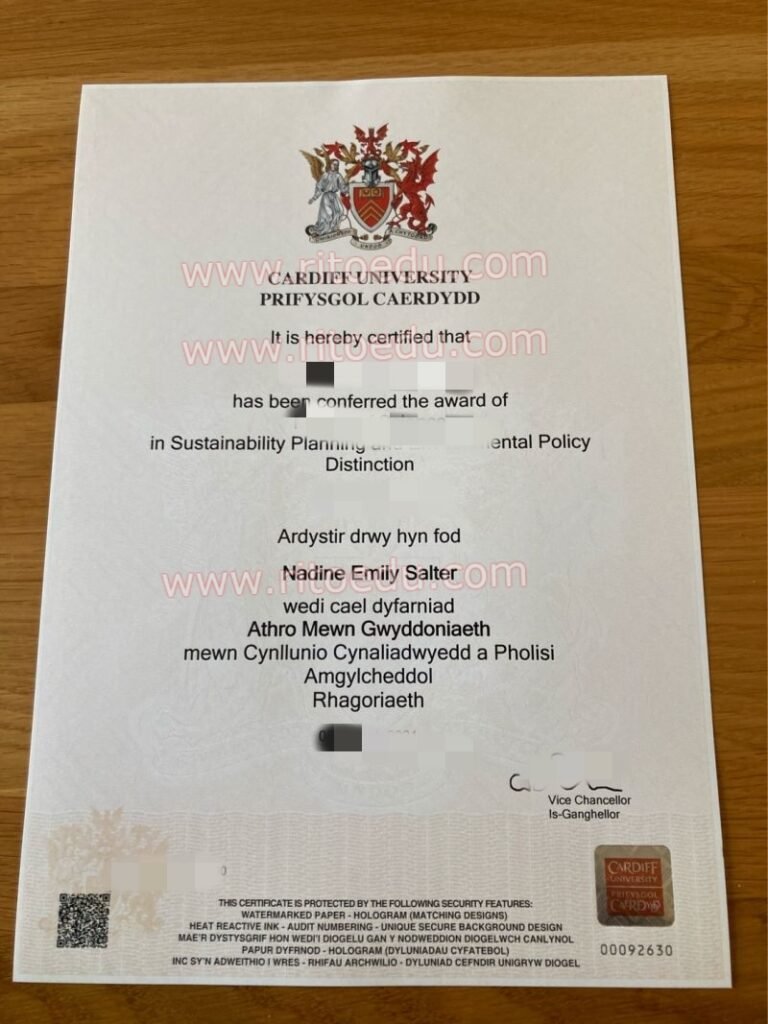 www.ritoedu.com
CARDIFF UNIVERSITY
PRIFYSGOL CAERDYDD
It is hereby certified that
www.ritoedu.com
has been conferred the award of
in Sustainability Planning and ental Policy
Distinction
Ardystir drwy hyn fod
Nadine Emily Salter
www.ritoedu.com
wedi cael dyfarniad
Athro Mewn Gwyddoniaeth
mewn Cynllunio Cynaliadwyedd a Pholisi
Amgylcheddol
Rhagoriaeth
Vice Chancellor
Is-Ganghellor
CARDIFF
UNIVERSITY
PRIFYSGOL
CAERDYDD
00092630
THIS CERTIFICATE IS PROTECTED BY THE FOLLOWING SECURITY FEATURES:
WATERMARKED PAPER - HOLOGRAM (MATCHING DESIGNS)
HEAT REACTIVE INK - AUDIT NUMBERING - UNIQUE SECURE BACKGROUND DESIGN
MAE'R DYSTYSGRIF HON WEDI'I DIOGELU GAN Y NODWEDDION DIOGELWCH CANLYNOL
PAPUR DYFRNOD - HOLOGRAM (DYLUNIADAU CYFATEBOL)
INC SY'N ADWEITHIO I WRES - RHIFAU ARCHWILIO - DYLUNIAD CEFNDIR UNIGRYW DIOGEL